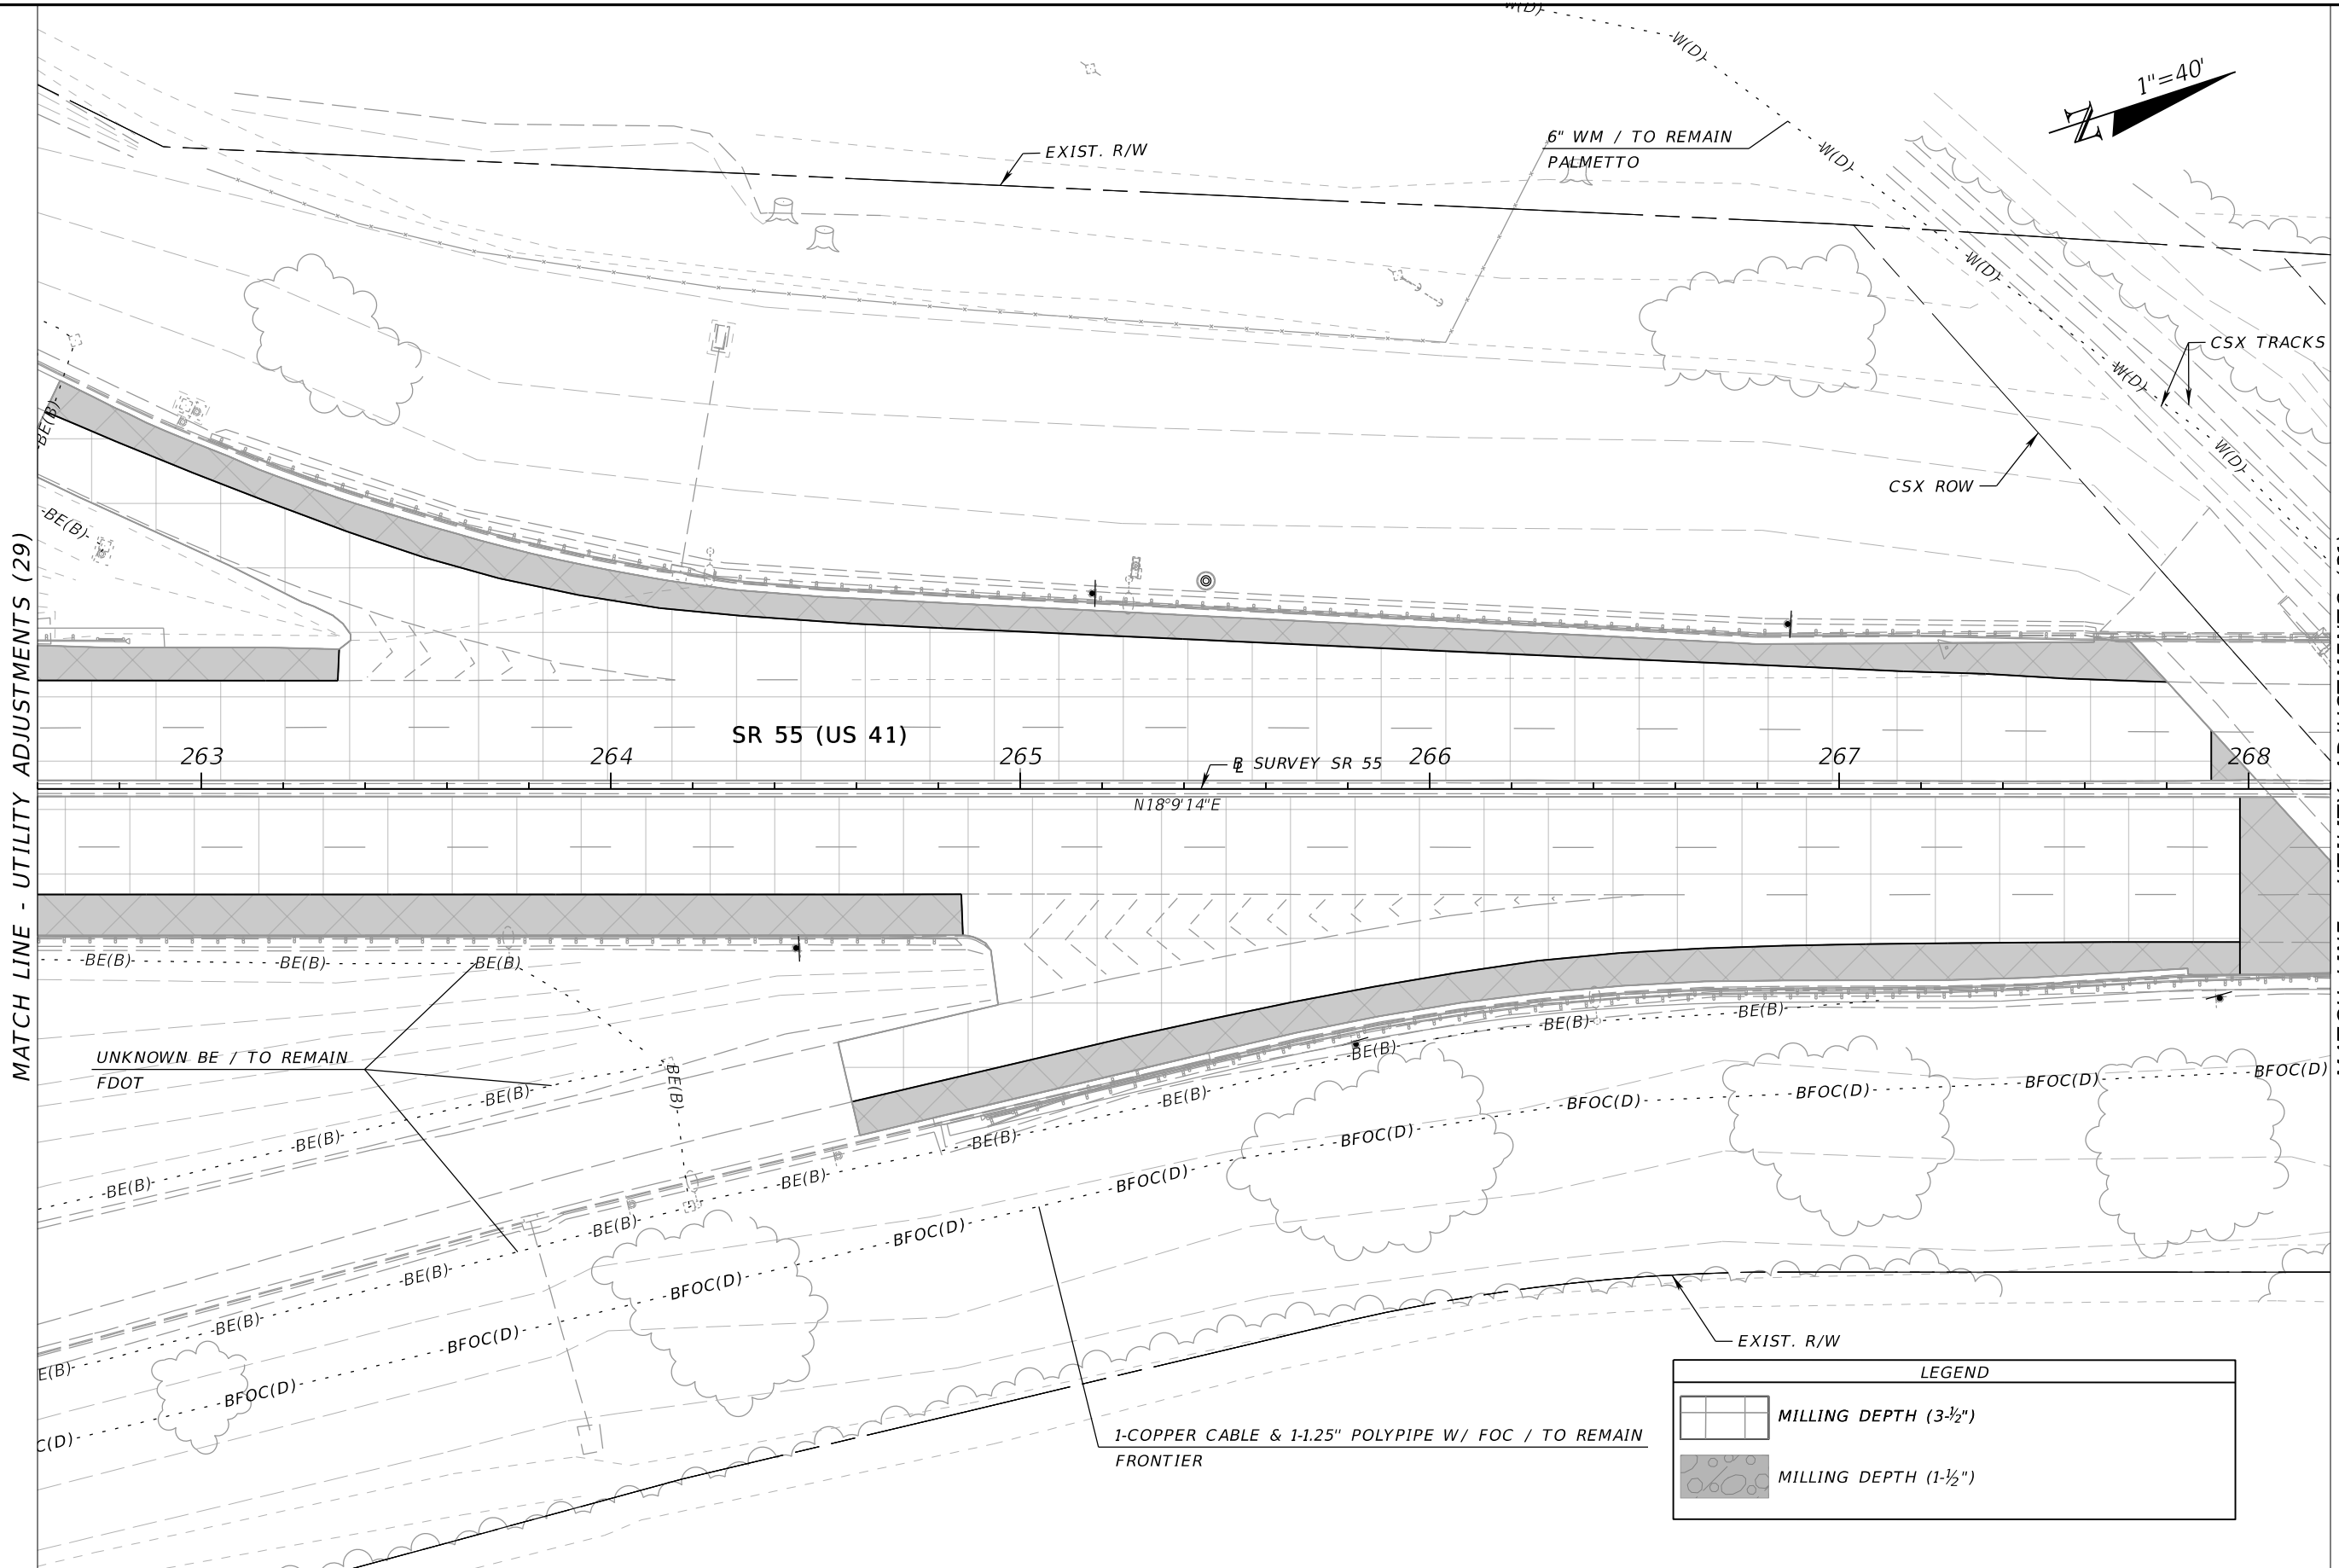 W(D)
W(D)
1"=40'
N
EXIST. R/W
6" WM / TO REMAIN
PALMETTO
W(D)
W(D)
CSX TRACKS
W(D)
W(D)
CSX ROW
BE(B)
BE(B)
MATCH LINE - UTILITY ADJUSTMENTS (29)
SR 55 (US 41)
263
264
265
266
267
268
SURVEY SR 55
N18°9'14"E
BE(B)
BE(B)
BE(B)
BE(B)
BE(B)
BE(B)
UNKNOWN BE / TO REMAIN
FDOT
BE(B)
BE(B)
BE(B)
BE(B)
BE(B)
BE(B)
BE(B)
BE(B)
BE(B)
BE(B)
E(B)
BFOC(D)
BFOC(D)
BFOC(D)
BFOC(D)
BFOC(D)
BFOC(D)
BFOC(D)
BFOC(D)
BFOC(D)
BFOC(D)
C(D)
EXIST. R/W
1-COPPER CABLE & 1-1.25" POLYPIPE W/ FOC / TO REMAIN
FRONTIER
LEGEND
MILLING DEPTH (3-½")
MILLING DEPTH (1-½")